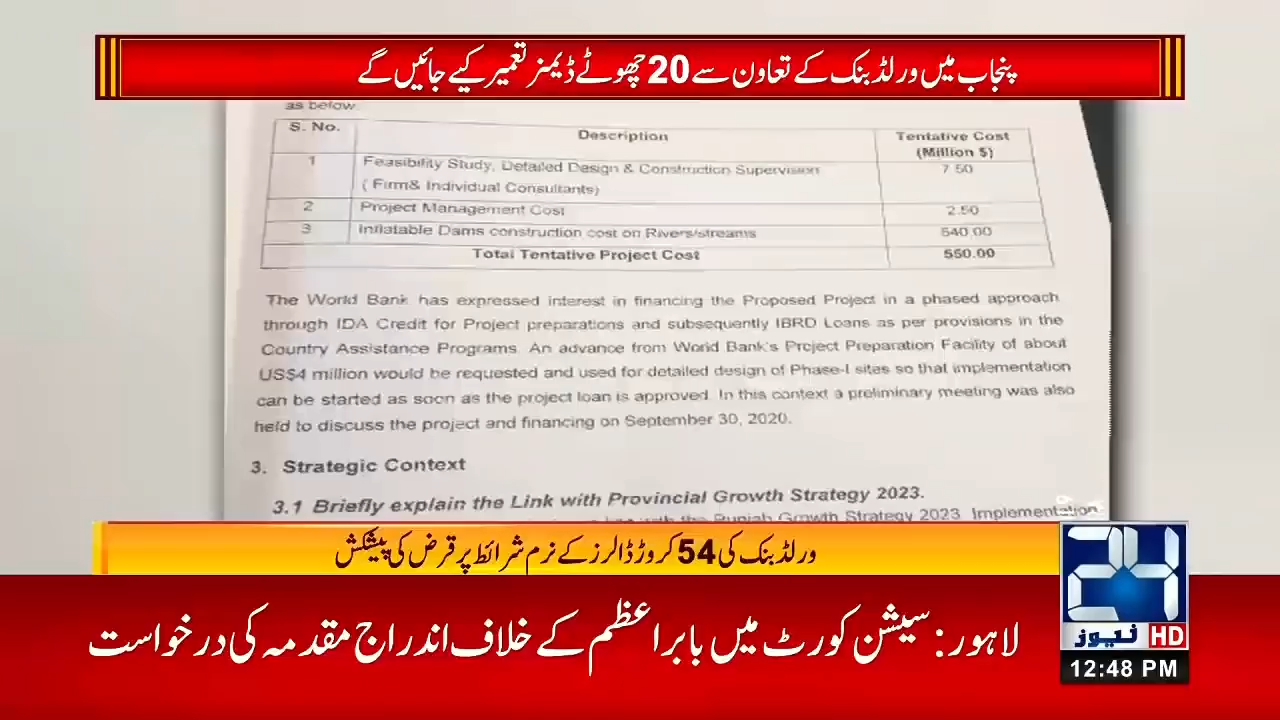 پنجاب میں ورلڈ بنک کے تعاون سے 20 چھوٹے ڈیمز تعمیر کیے جائیں گے
as below.
S. No. Description Tentative Cost (Million $)
1 Feasibility Study, Detailed Design & Construction Supervision 7.50
( Firm& Individual Consultants)
2 Project Management Cost 2.50
3 Inflatable Dams construction cost on Rivers/streams 540.00
Total Tentative Project Cost 550.00
The World Bank has expressed interest in financing the Proposed Project in a phased approach
through IDA Credit for Project preparations and subsequently IBRD Loans as per provisions in the
Country Assistance Programs. An advance from World Bank's Project Preparation Facility of about
US$4 million would be requested and used for detailed design of Phase-I sites so that implementation
can be started as soon as the project loan is approved. In this context a preliminary meeting was also
held to discuss the project and financing on September 30, 2020.
3. Strategic Context
3.1 Briefly explain the Link with Provincial Growth Strategy 2023.
with the Punjab Growth Strategy 2023. Implementation
ورلڈ بنک کی 54 کروڑ ڈالرز کے نرم شرائط پر قرض کی پیشکش
لاہور: سیشن کورٹ میں بابر اعظم کے خلاف اندراج مقدمہ کی درخواست
24
نیوز HD
12:48 PM